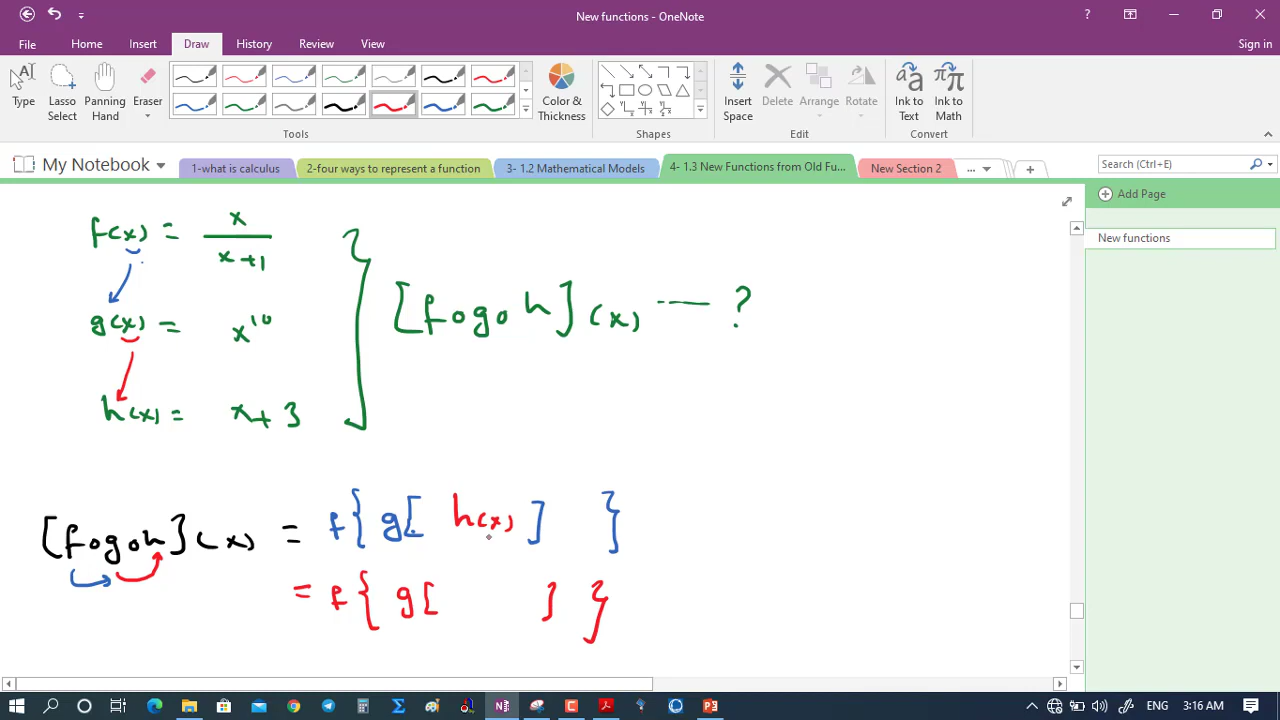 New functions - OneNote
File Home Insert Draw History Review View Sign in
Type Lasso Select Panning Hand Eraser Color & Thickness Insert Space Delete Arrange Rotate Ink to Text Ink to Math
Tools Shapes Edit Convert
My Notebook 1-what is calculus 2-four ways to represent a function 3- 1.2 Mathematical Models 4- 1.3 New Functions from Old Fu... New Section 2 ... Search (Ctrl+E)
Add Page
New functions
f(x) = x / x+1
g(x) = x^10
h(x) = x+3
[fogoh](x) — ?
[fogoh](x) = f{ g[ h(x) ] }
= f{ g[ ] }
ENG 3:16 AM